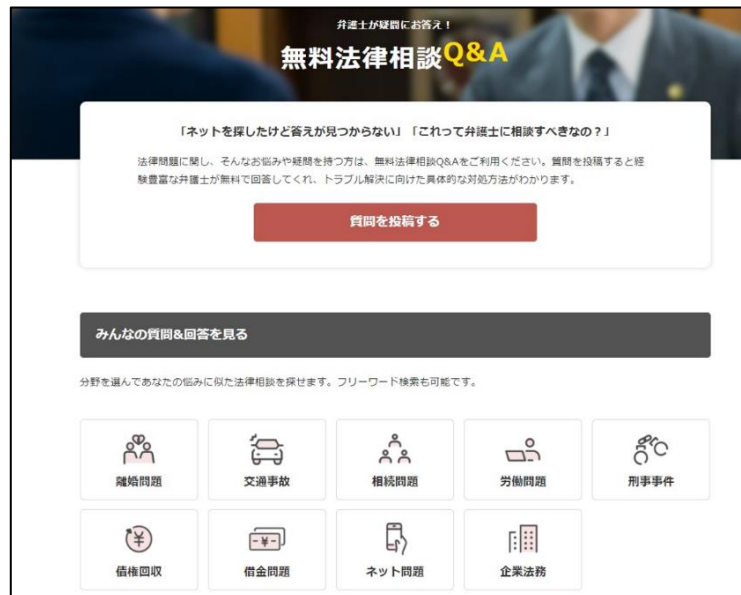 弁護士が疑問にお答え！
無料法律相談Q&A
「ネットを探したけど答えが見つからない」「これって弁護士に相談すべきなの？」
法律問題に関し、そんなお悩みや疑問を持つ方は、無料法律相談Q&Aをご利用ください。質問を投稿すると経
験豊富な弁護士が無料で回答してくれ、トラブル解決に向けた具体的な対処方法がわかります。
質問を投稿する
みんなの質問&回答を見る
分野を選んであなたの悩みに似た法律相談を探せます。フリーワード検索も可能です。
離婚問題
交通事故
相続問題
労働問題
刑事事件
債権回収
借金問題
ネット問題
企業法務